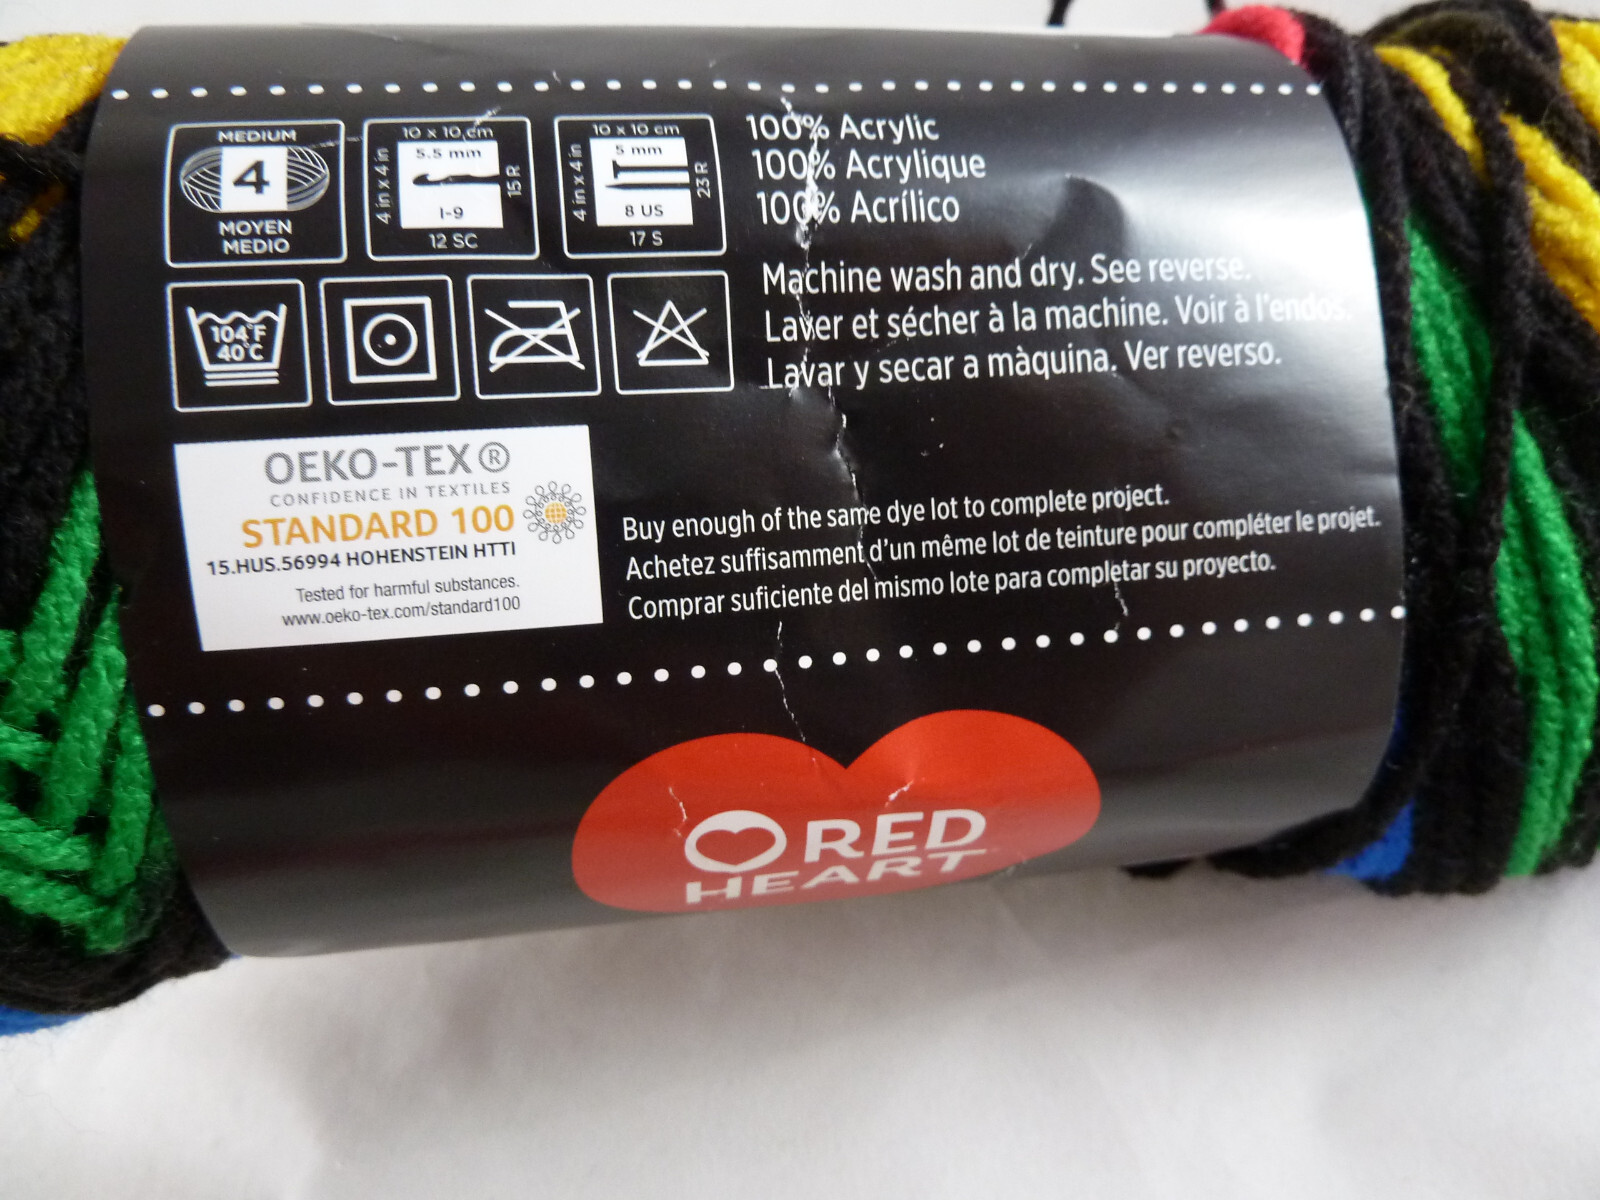 MEDIUM
4
MOYEN
MEDIO
10 x 10 cm
4 in x 4 in
5.5 mm
I-9
15 R
12 SC
10 x 10 cm
4 in x 4 in
5 mm
8 US
23 R
17 S
100% Acrylic
100% Acrylique
100% Acrílico
104°F
40°C
Machine wash and dry. See reverse.
Laver et sécher à la machine. Voir à l'endos.
Lavar y secar a màquina. Ver reverso.
OEKO-TEX®
CONFIDENCE IN TEXTILES
STANDARD 100
15.HUS.56994 HOHENSTEIN HTTI
Tested for harmful substances.
www.oeko-tex.com/standard100
Buy enough of the same dye lot to complete project.
Achetez suffisamment d'un même lot de teinture pour compléter le projet.
Comprar suficiente del mismo lote para completar su proyecto.
RED
HEART